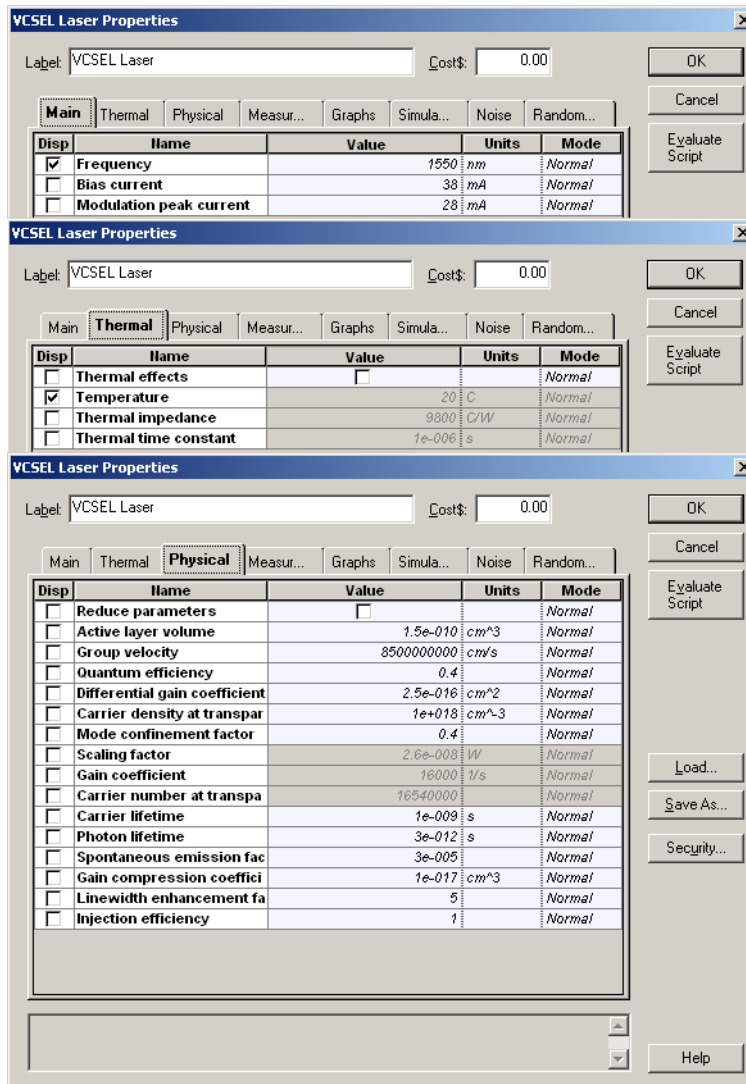 VCSEL Laser Properties
Label: VCSEL Laser Cost$: 0.00 OK
Cancel
Main Thermal Physical Measur... Graphs Simula... Noise Random...
Evaluate Script
Disp Name Value Units Mode
Frequency 1550 nm Normal
Bias current 38 mA Normal
Modulation peak current 28 mA Normal
VCSEL Laser Properties
Label: VCSEL Laser Cost$: 0.00 OK
Cancel
Main Thermal Physical Measur... Graphs Simula... Noise Random...
Evaluate Script
Disp Name Value Units Mode
Thermal effects Normal
Temperature 20 C Normal
Thermal impedance 9800 C/W Normal
Thermal time constant 1e-006 s Normal
VCSEL Laser Properties
Label: VCSEL Laser Cost$: 0.00 OK
Cancel
Main Thermal Physical Measur... Graphs Simula... Noise Random...
Evaluate Script
Disp Name Value Units Mode
Reduce parameters Normal
Active layer volume 1.5e-010 cm^3 Normal
Group velocity 8500000000 cm/s Normal
Quantum efficiency 0.4 Normal
Differential gain coefficient 2.5e-016 cm^2 Normal
Carrier density at transpar 1e+018 cm^-3 Normal
Mode confinement factor 0.4 Normal
Scaling factor 2.6e-008 W Normal
Gain coefficient 16000 1/s Normal
Carrier number at transpa 16540000 Normal
Carrier lifetime 1e-009 s Normal
Photon lifetime 3e-012 s Normal
Spontaneous emission fac 3e-005 Normal
Gain compression coeffici 1e-017 cm^3 Normal
Linewidth enhancement fa 5 Normal
Injection efficiency 1 Normal
Load...
Save As...
Security...
Help